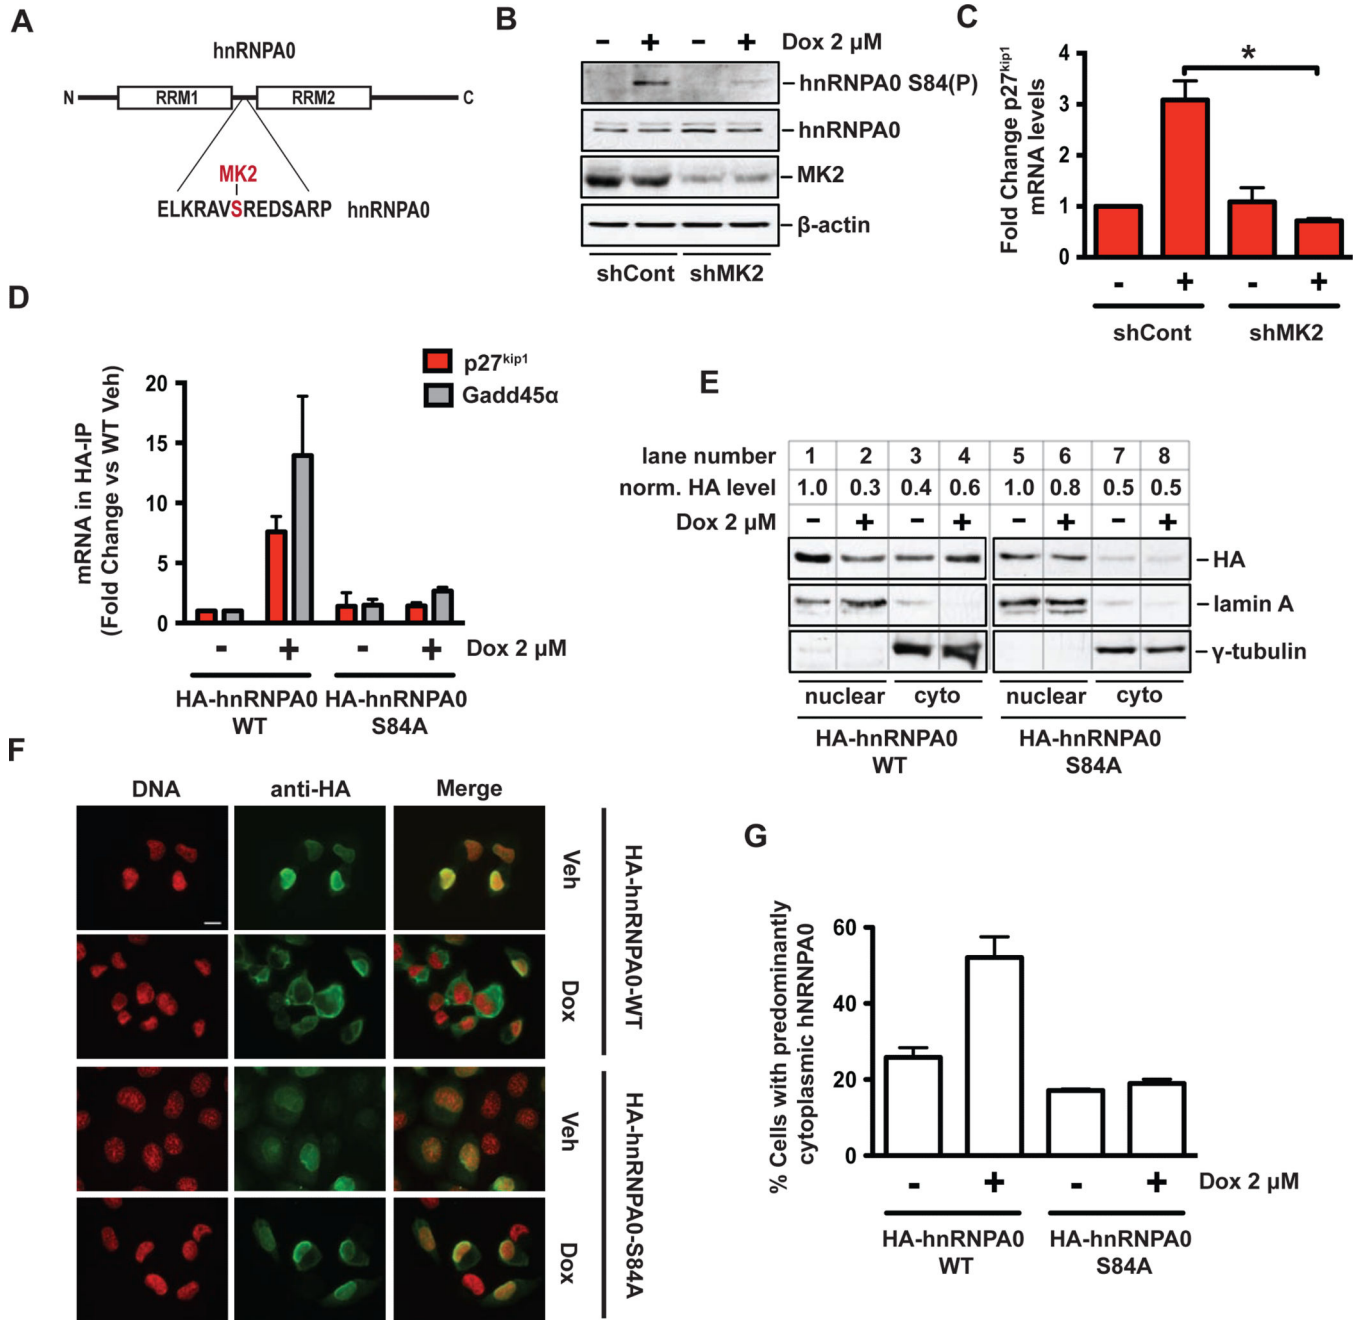 A
hnRNPA0
N RRM1 RRM2 C
MK2
ELKRAVSREDSARP hnRNPA0
B
- + - + Dox 2 µM
hnRNPA0 S84(P)
hnRNPA0
MK2
β-actin
shCont shMK2
C
Fold Change p27kip1
mRNA levels
5
4
3
2
1
0
*
- + - +
shCont shMK2
D
mRNA in HA-IP
(Fold Change vs WT Veh)
20
15
10
5
0
p27kip1
Gadd45α
- + - + Dox 2 µM
HA-hnRNPA0 HA-hnRNPA0
WT S84A
E
lane number 1 2 3 4 5 6 7 8
norm. HA level 1.0 0.3 0.4 0.6 1.0 0.8 0.5 0.5
Dox 2 µM - + - + - + - +
HA
lamin A
γ-tubulin
nuclear cyto nuclear cyto
HA-hnRNPA0 HA-hnRNPA0
WT S84A
F
DNA anti-HA Merge
Veh
Dox
HA-hnRNPA0-WT
Veh
Dox
HA-hnRNPA0-S84A
G
% Cells with predominantly
cytoplasmic hNRNPA0
60
40
20
0
- + - + Dox 2 µM
HA-hnRNPA0 HA-hnRNPA0
WT S84A